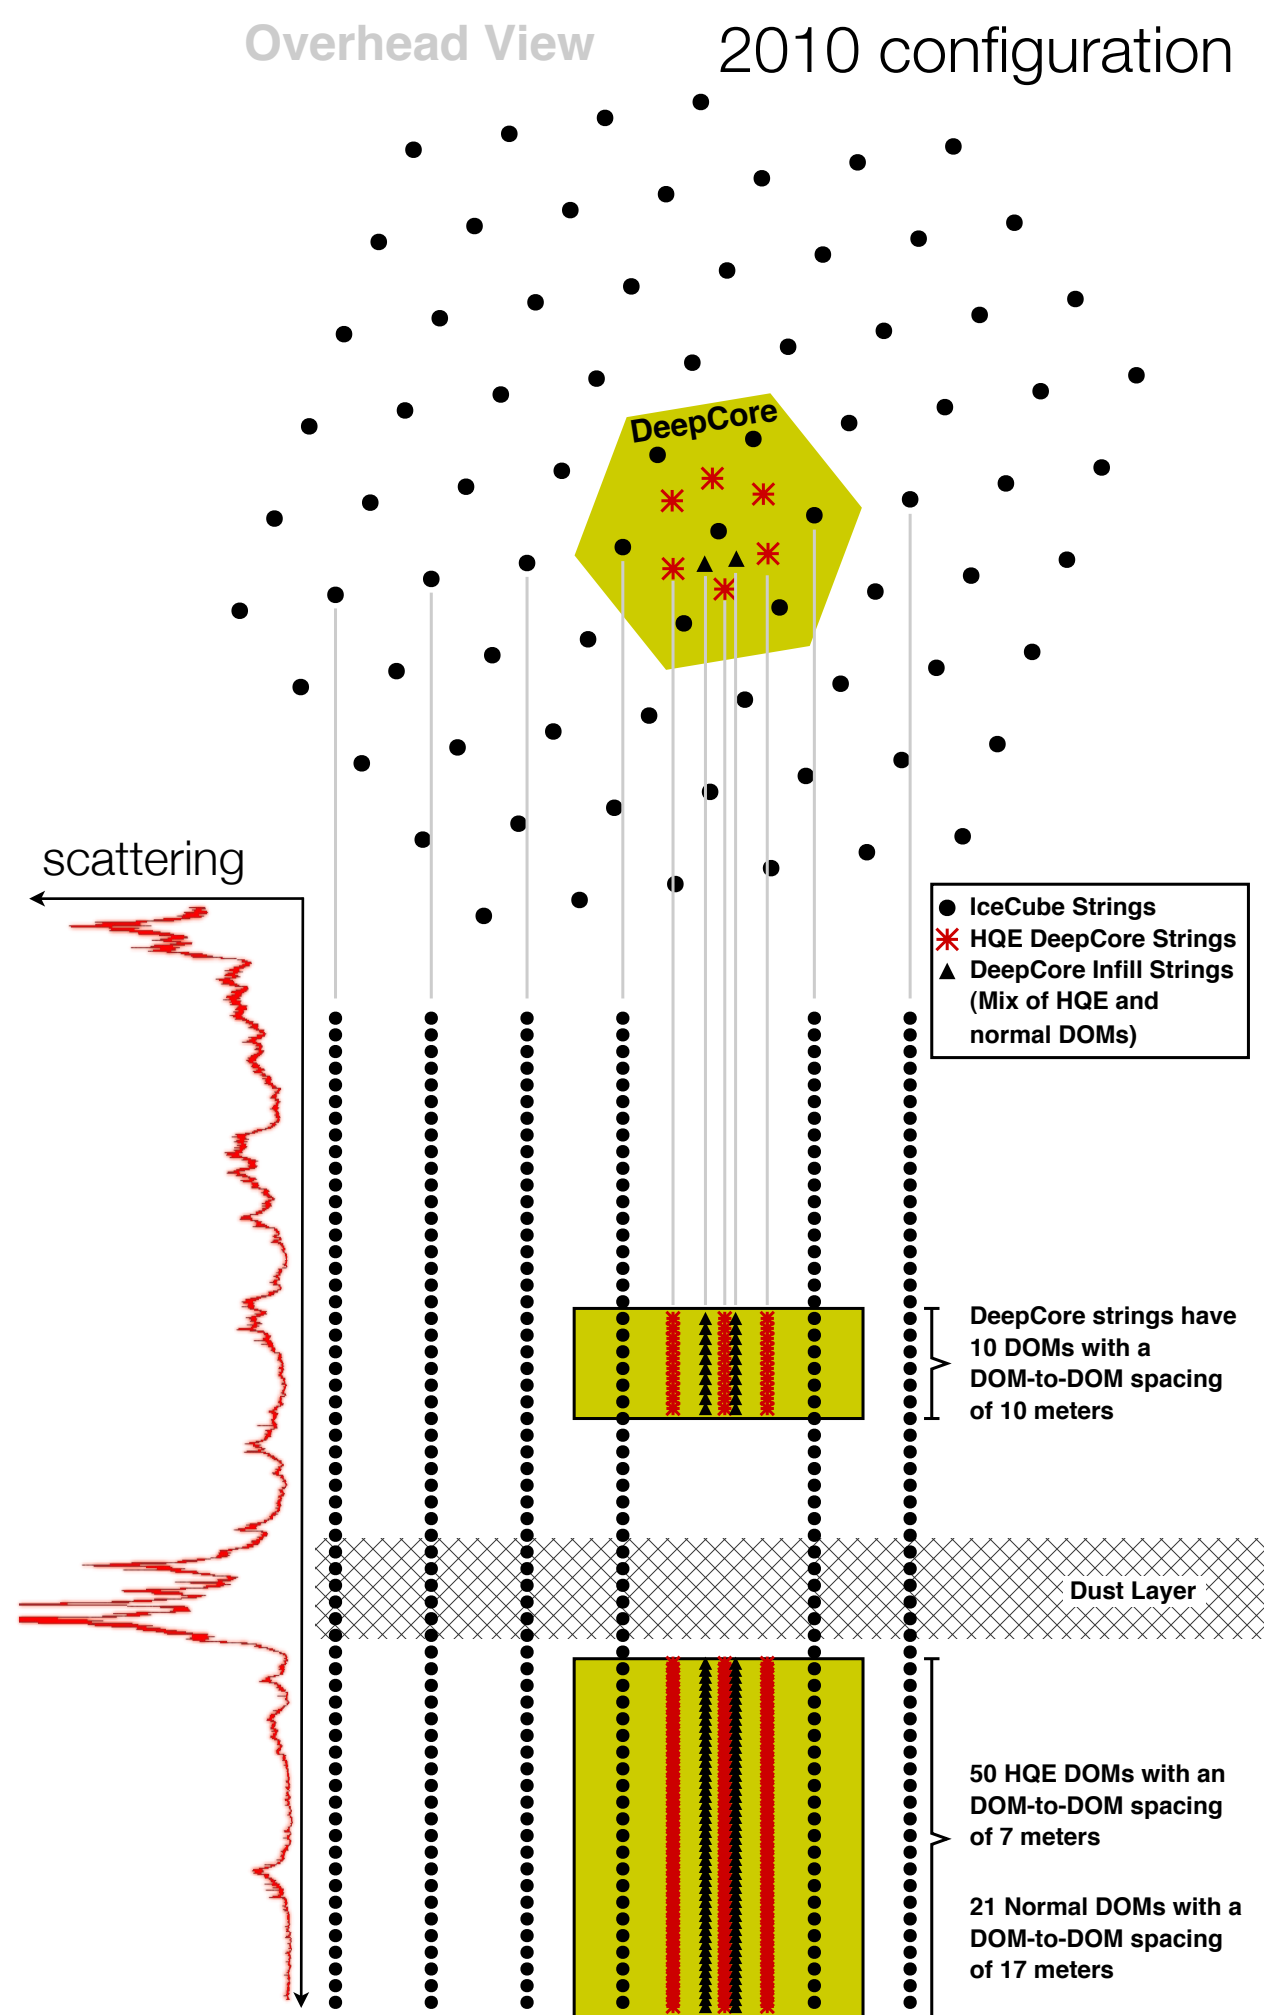 Overhead View
2010 configuration
DeepCore
scattering
IceCube Strings
HQE DeepCore Strings
DeepCore Infill Strings
(Mix of HQE and
normal DOMs)
DeepCore strings have
10 DOMs with a
DOM-to-DOM spacing
of 10 meters
Dust Layer
50 HQE DOMs with an
DOM-to-DOM spacing
of 7 meters
21 Normal DOMs with a
DOM-to-DOM spacing
of 17 meters